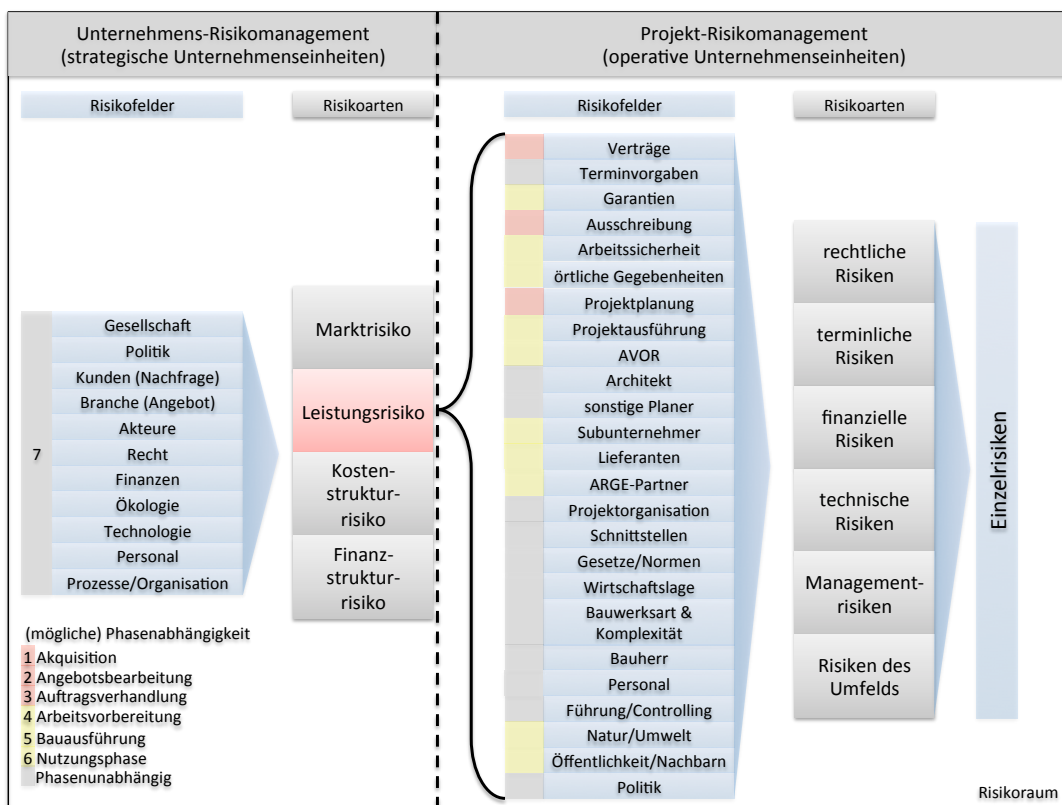 Unternehmens-Risikomanagement
(strategische Unternehmenseinheiten)
Projekt-Risikomanagement
(operative Unternehmenseinheiten)
Risikofelder
Risikoarten
Risikofelder
Risikoarten
7
Gesellschaft
Politik
Kunden (Nachfrage)
Branche (Angebot)
Akteure
Recht
Finanzen
Ökologie
Technologie
Personal
Prozesse/Organisation
Marktrisiko
Leistungsrisiko
Kosten-
struktur-
risiko
Finanz-
struktur-
risiko
Verträge
Terminvorgaben
Garantien
Ausschreibung
Arbeitssicherheit
örtliche Gegebenheiten
Projektplanung
Projektausführung
AVOR
Architekt
sonstige Planer
Subunternehmer
Lieferanten
ARGE-Partner
Projektorganisation
Schnittstellen
Gesetze/Normen
Wirtschaftslage
Bauwerksart &
Komplexität
Bauherr
Personal
Führung/Controlling
Natur/Umwelt
Öffentlichkeit/Nachbarn
Politik
rechtliche
Risiken
terminliche
Risiken
finanzielle
Risiken
technische
Risiken
Management-
risiken
Risiken des
Umfelds
Einzelrisiken
(mögliche) Phasenabhängigkeit
1 Akquisition
2 Angebotsbearbeitung
3 Auftragsverhandlung
4 Arbeitsvorbereitung
5 Bauausführung
6 Nutzungsphase
Phasenunabhängig
Risikoraum